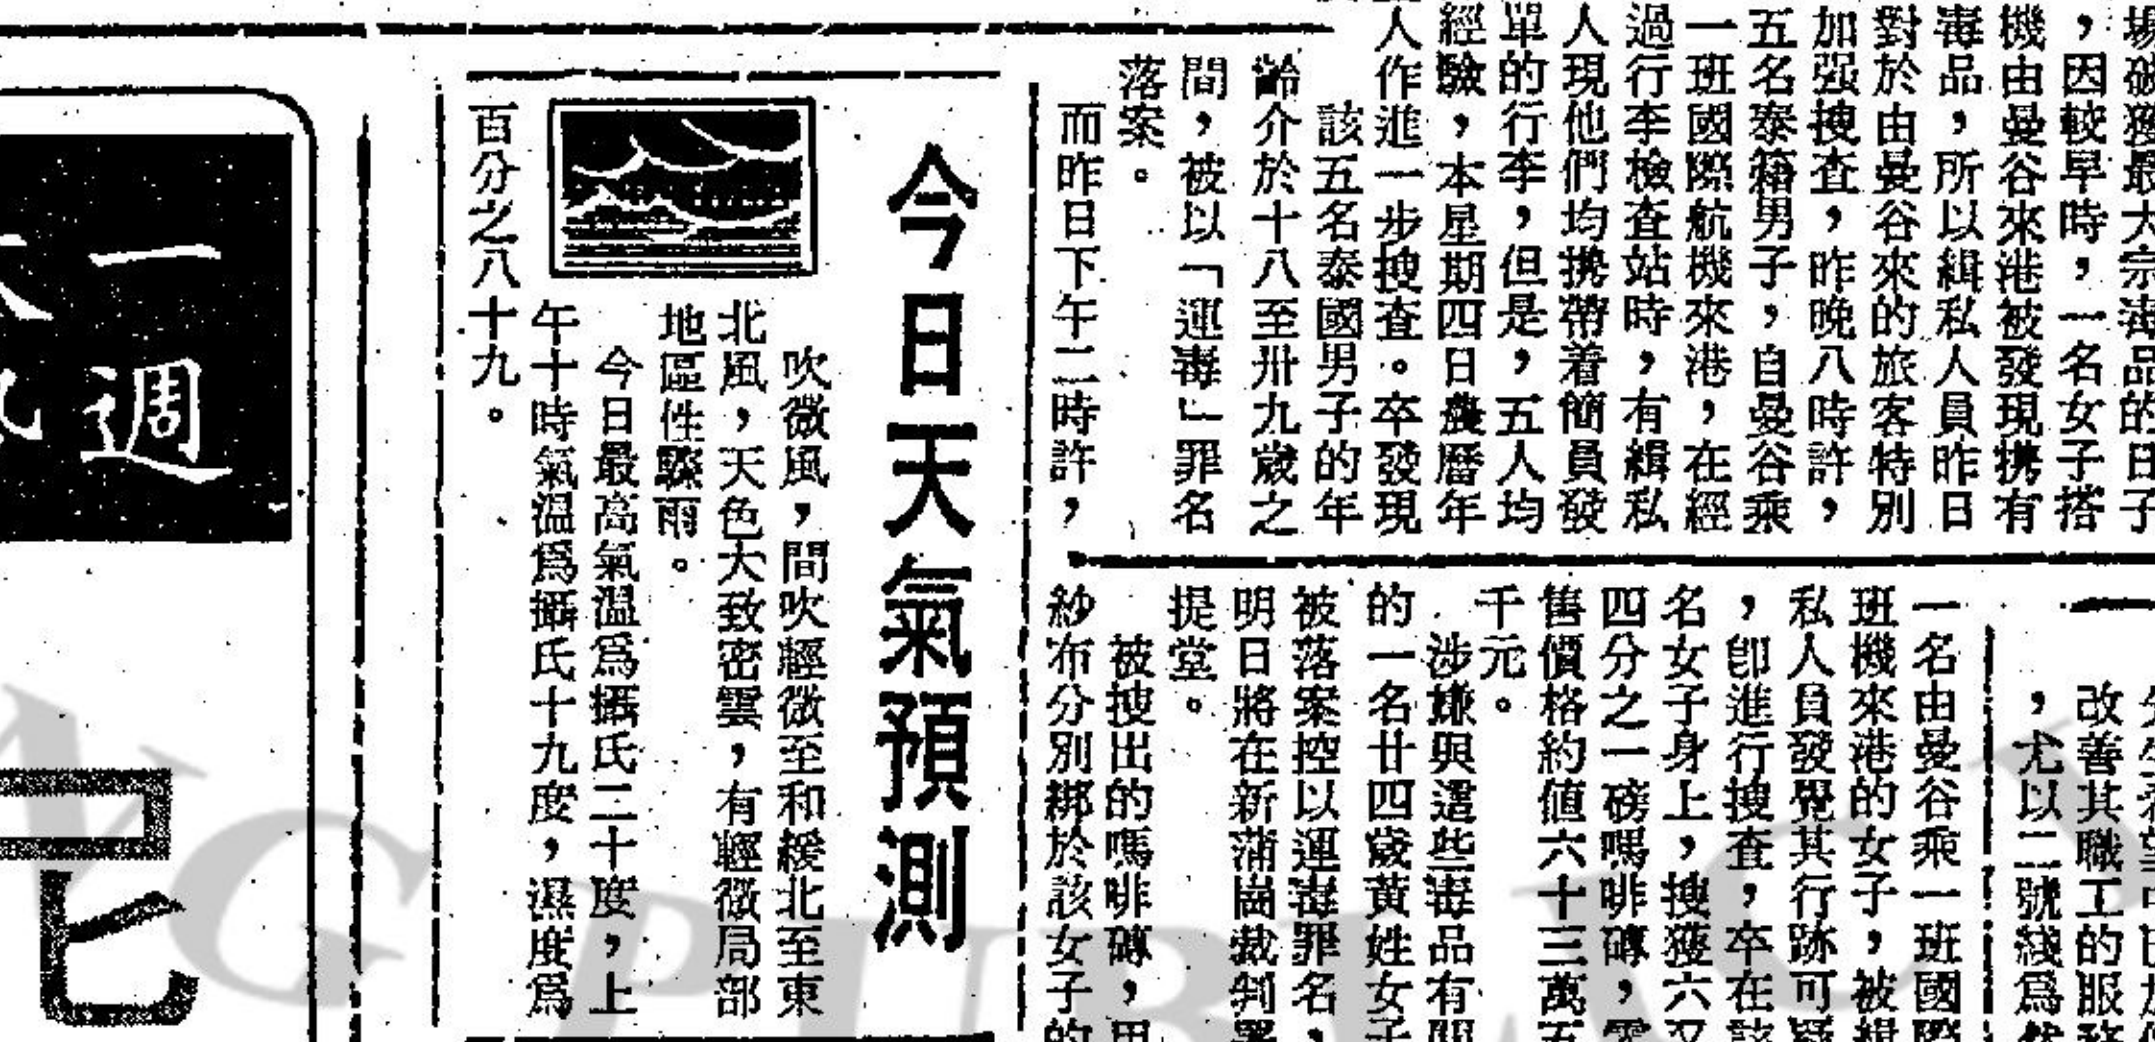 ，因較早時，一名女子搭
機由曼谷來港被發現携有
毒品，所以緝私人員昨日
對於由曼谷來的旅客特別
加强搜查，昨晚八時許，
五名泰籍男子，自曼谷乘
一班國際航機來港，在經
過行李檢查站時，有緝私
人現他們均携帶着簡員發
單的行李，但是，五人均
經驗，本星期四日農曆年
人作進一步搜查。卒發現
該五名泰國男子的年
齡介於十八至卅九歲之
間，被以「運毒」罪名
落案。
而昨日下午二時許，
一名由曼谷乘一班國際
班機來港的女子，被緝
私人員發覺其行跡可疑
，卽進行搜查，卒在該
名女子身上，搜獲六又
四分之一磅嗎啡磚，零
售價格約値六十三萬五
千元。
涉嫌與這些毒品有關
的一名廿四歲黃姓女子
被落案控以運毒罪名，
明日將在新蒲崗裁判署
提堂。
被搜出的嗎啡磚，用
紗布分別綁於該女子的
改善其職工的服務
，尤以二號綫爲然
今日天氣預測
吹微風，間吹輕微至和緩北至東
北風，天色大致密雲，有輕微局部
地區性驟雨。
今日最高氣溫爲攝氏二十度，上
午十時氣溫爲攝氏十九度，濕度爲
百分之八十九。
一週